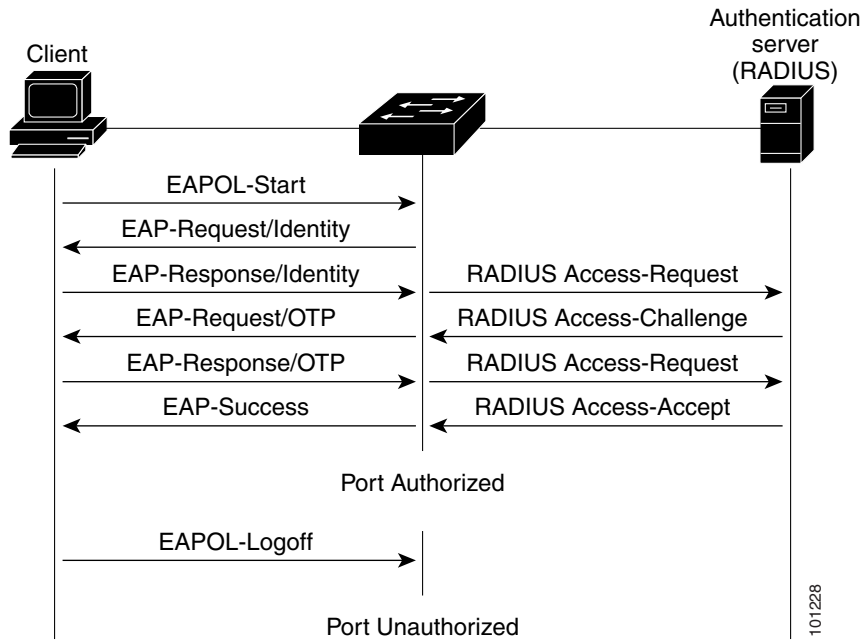 Client
Authentication
server
(RADIUS)
EAPOL-Start
EAP-Request/Identity
EAP-Response/Identity
RADIUS Access-Request
EAP-Request/OTP
RADIUS Access-Challenge
EAP-Response/OTP
RADIUS Access-Request
EAP-Success
RADIUS Access-Accept
Port Authorized
EAPOL-Logoff
Port Unauthorized
101228